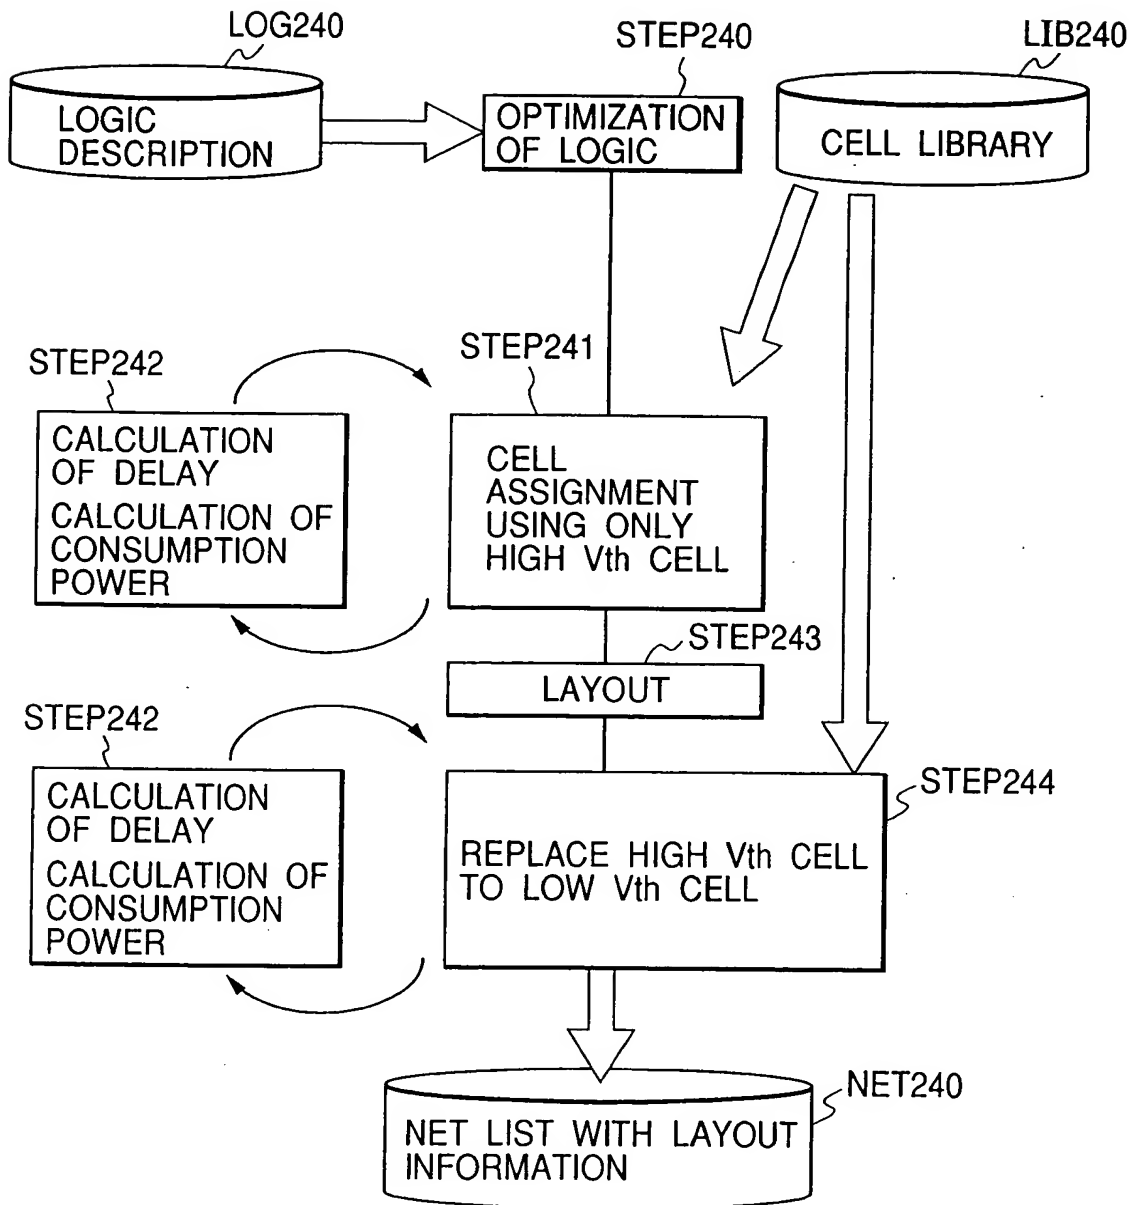 LOG240
STEP240
LIB240
LOGIC
DESCRIPTION
OPTIMIZATION
OF LOGIC
CELL LIBRARY
STEP242
STEP241
CALCULATION
OF DELAY
CALCULATION OF
CONSUMPTION
POWER
CELL
ASSIGNMENT
USING ONLY
HIGH Vth CELL
STEP243
LAYOUT
STEP242
CALCULATION
OF DELAY
CALCULATION OF
CONSUMPTION
POWER
STEP244
REPLACE HIGH Vth CELL
TO LOW Vth CELL
NET240
NET LIST WITH LAYOUT
INFORMATION